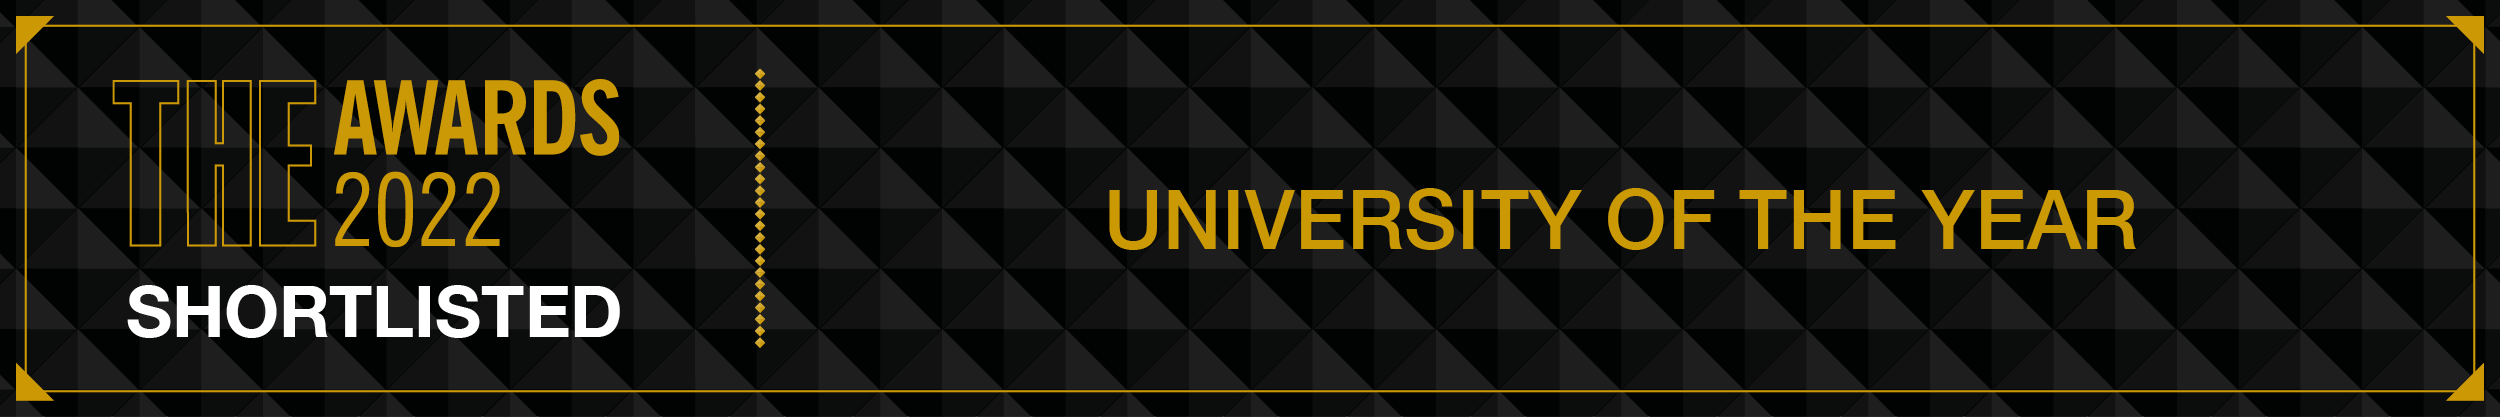 THE AWARDS
2022
SHORTLISTED
UNIVERSITY OF THE YEAR